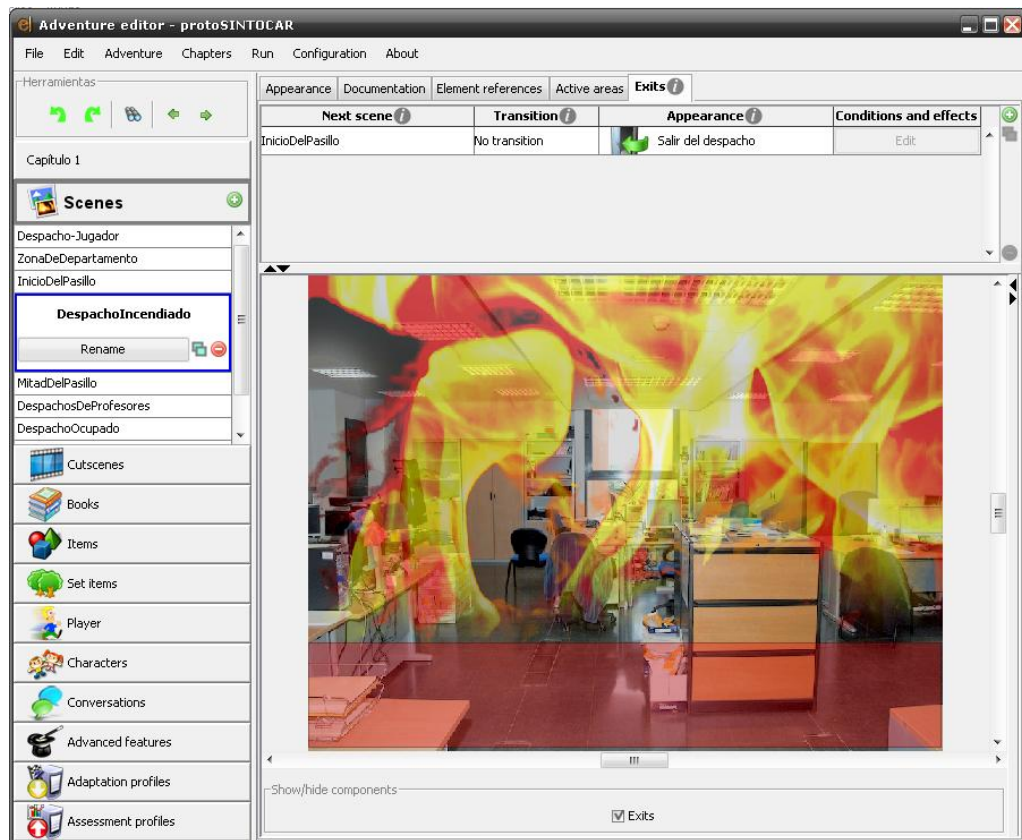 Adventure editor - protoSINTOCAR
File Edit Adventure Chapters Run Configuration About
Herramientas
Capítulo 1
Scenes
Despacho-Jugador
ZonaDeDepartamento
InicioDelPasillo
DespachoIncendiado
Rename
MitadDelPasillo
DespachosDeProfesores
DespachoOcupado
Cutscenes
Books
Items
Set items
Player
Characters
Conversations
Advanced features
Adaptation profiles
Assessment profiles
Appearance Documentation Element references Active areas Exits
Next scene Transition Appearance Conditions and effects
InicioDelPasillo No transition Salir del despacho Edit
Show/hide components
Exits